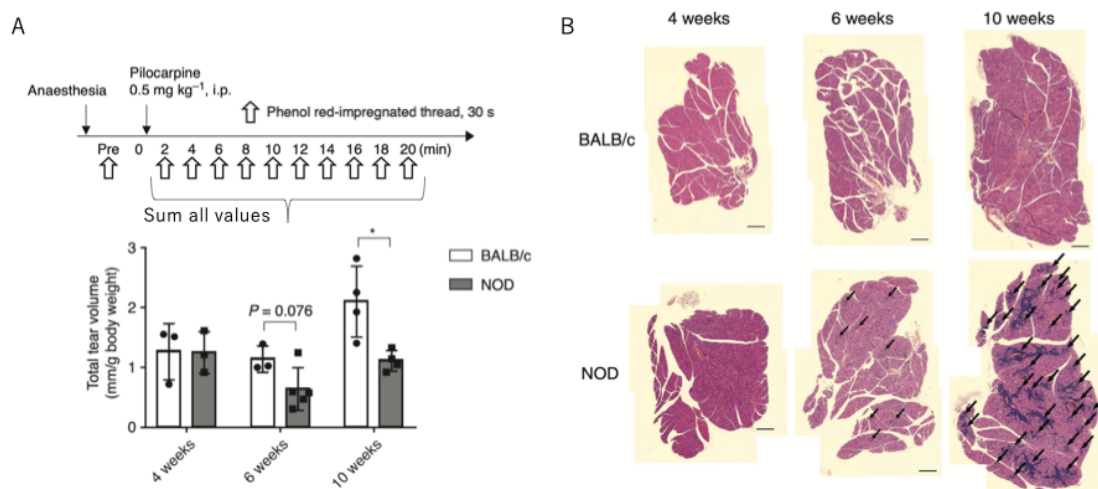 A
Pilocarpine
Anaesthesia 0.5 mg kg⁻¹, i.p.
Phenol red-impregnated thread, 30 s
Pre 0 2 4 6 8 10 12 14 16 18 20 (min)
Sum all values
Total tear volume
(mm/g body weight)
3
2
1
0
P = 0.076
*
BALB/c
NOD
4 weeks
6 weeks
10 weeks
B
4 weeks 6 weeks 10 weeks
BALB/c
NOD